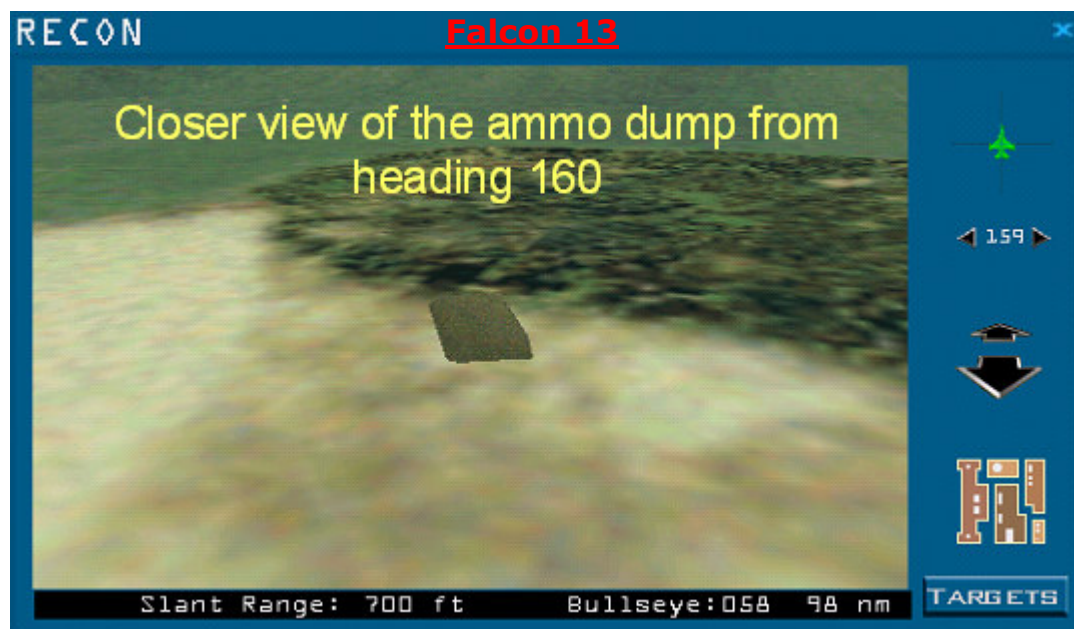 RECON
Falcon 13
Closer view of the ammo dump from
heading 160
159
Slant Range: 700 ft Bullseye:058 98 nm
TARGETS